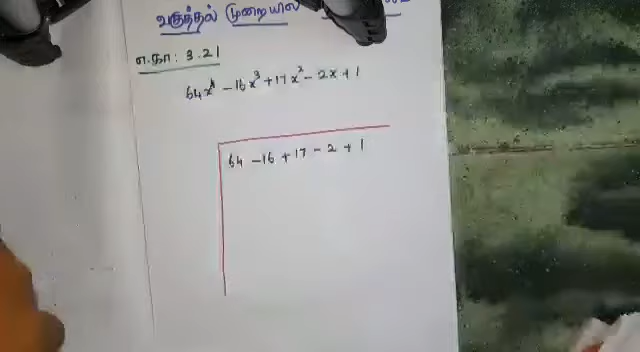 வகுத்தல் முறையில்
எ.கா : 3.21
64x⁴ - 16x³ + 17x² - 2x + 1
64 - 16 + 17 - 2 + 1